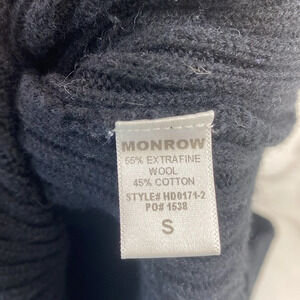 MONROW
55% EXTRAFINE
WOOL
45% COTTON
STYLE# HD0171-2
PO# 1538
S